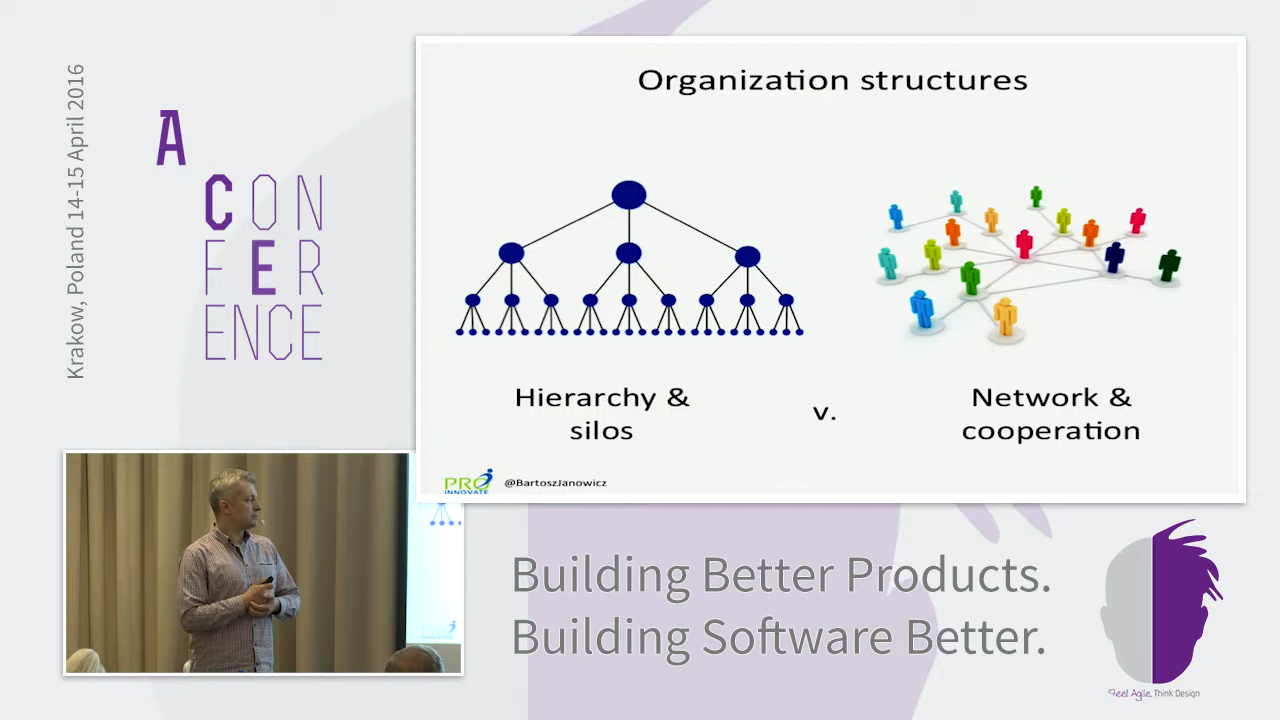 Krakow, Poland 14-15 April 2016
A
CON
FER
ENCE
Organization structures
Hierarchy &
silos
v.
Network &
cooperation
PRO
INNOVATE
@BartoszJanowicz
Building Better Products.
Building Software Better.
Feel Agile. Think Design